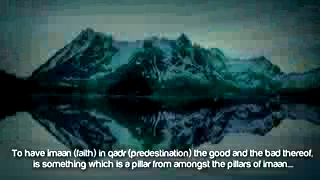 To have Imaan (faith) in qadr (predestination) the good and the bad thereof,
is something which is a pillar from amongst the pillars of imaan...